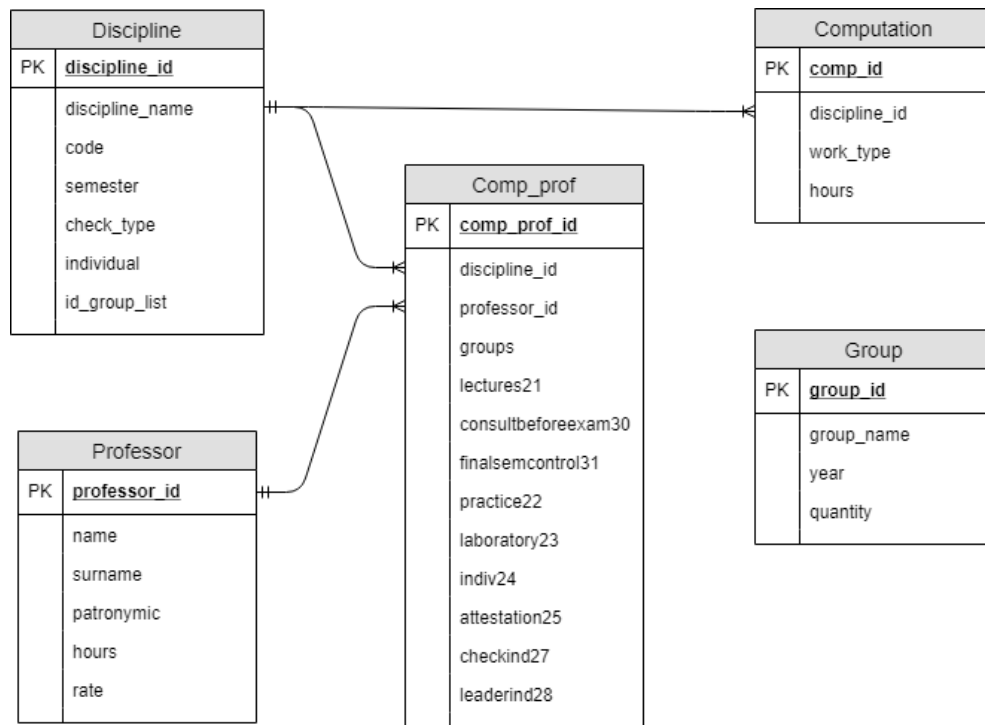 Discipline
PK discipline_id
discipline_name
code
semester
check_type
individual
id_group_list
Computation
PK comp_id
discipline_id
work_type
hours
Comp_prof
PK comp_prof_id
discipline_id
professor_id
groups
lectures21
consultbeforeexam30
finalsemcontrol31
practice22
laboratory23
indiv24
attestation25
checkind27
leaderind28
Group
PK group_id
group_name
year
quantity
Professor
PK professor_id
name
surname
patronymic
hours
rate